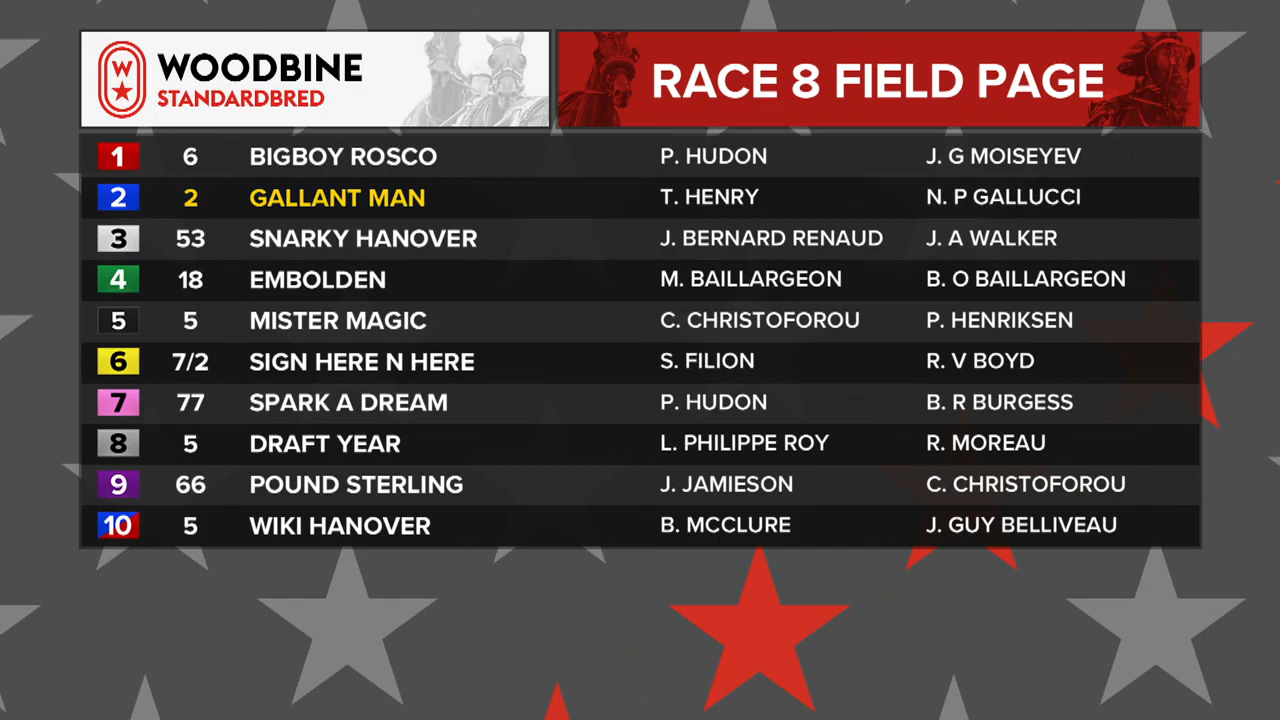 W
WOODBINE
STANDARDBRED
RACE 8 FIELD PAGE
1 6 BIGBOY ROSCO P. HUDON J. G MOISEYEV
2 2 GALLANT MAN T. HENRY N. P GALLUCCI
3 53 SNARKY HANOVER J. BERNARD RENAUD J. A WALKER
4 18 EMBOLDEN M. BAILLARGEON B. O BAILLARGEON
5 5 MISTER MAGIC C. CHRISTOFOROU P. HENRIKSEN
6 7/2 SIGN HERE N HERE S. FILION R. V BOYD
7 77 SPARK A DREAM P. HUDON B. R BURGESS
8 5 DRAFT YEAR L. PHILIPPE ROY R. MOREAU
9 66 POUND STERLING J. JAMIESON C. CHRISTOFOROU
10 5 WIKI HANOVER B. MCCLURE J. GUY BELLIVEAU